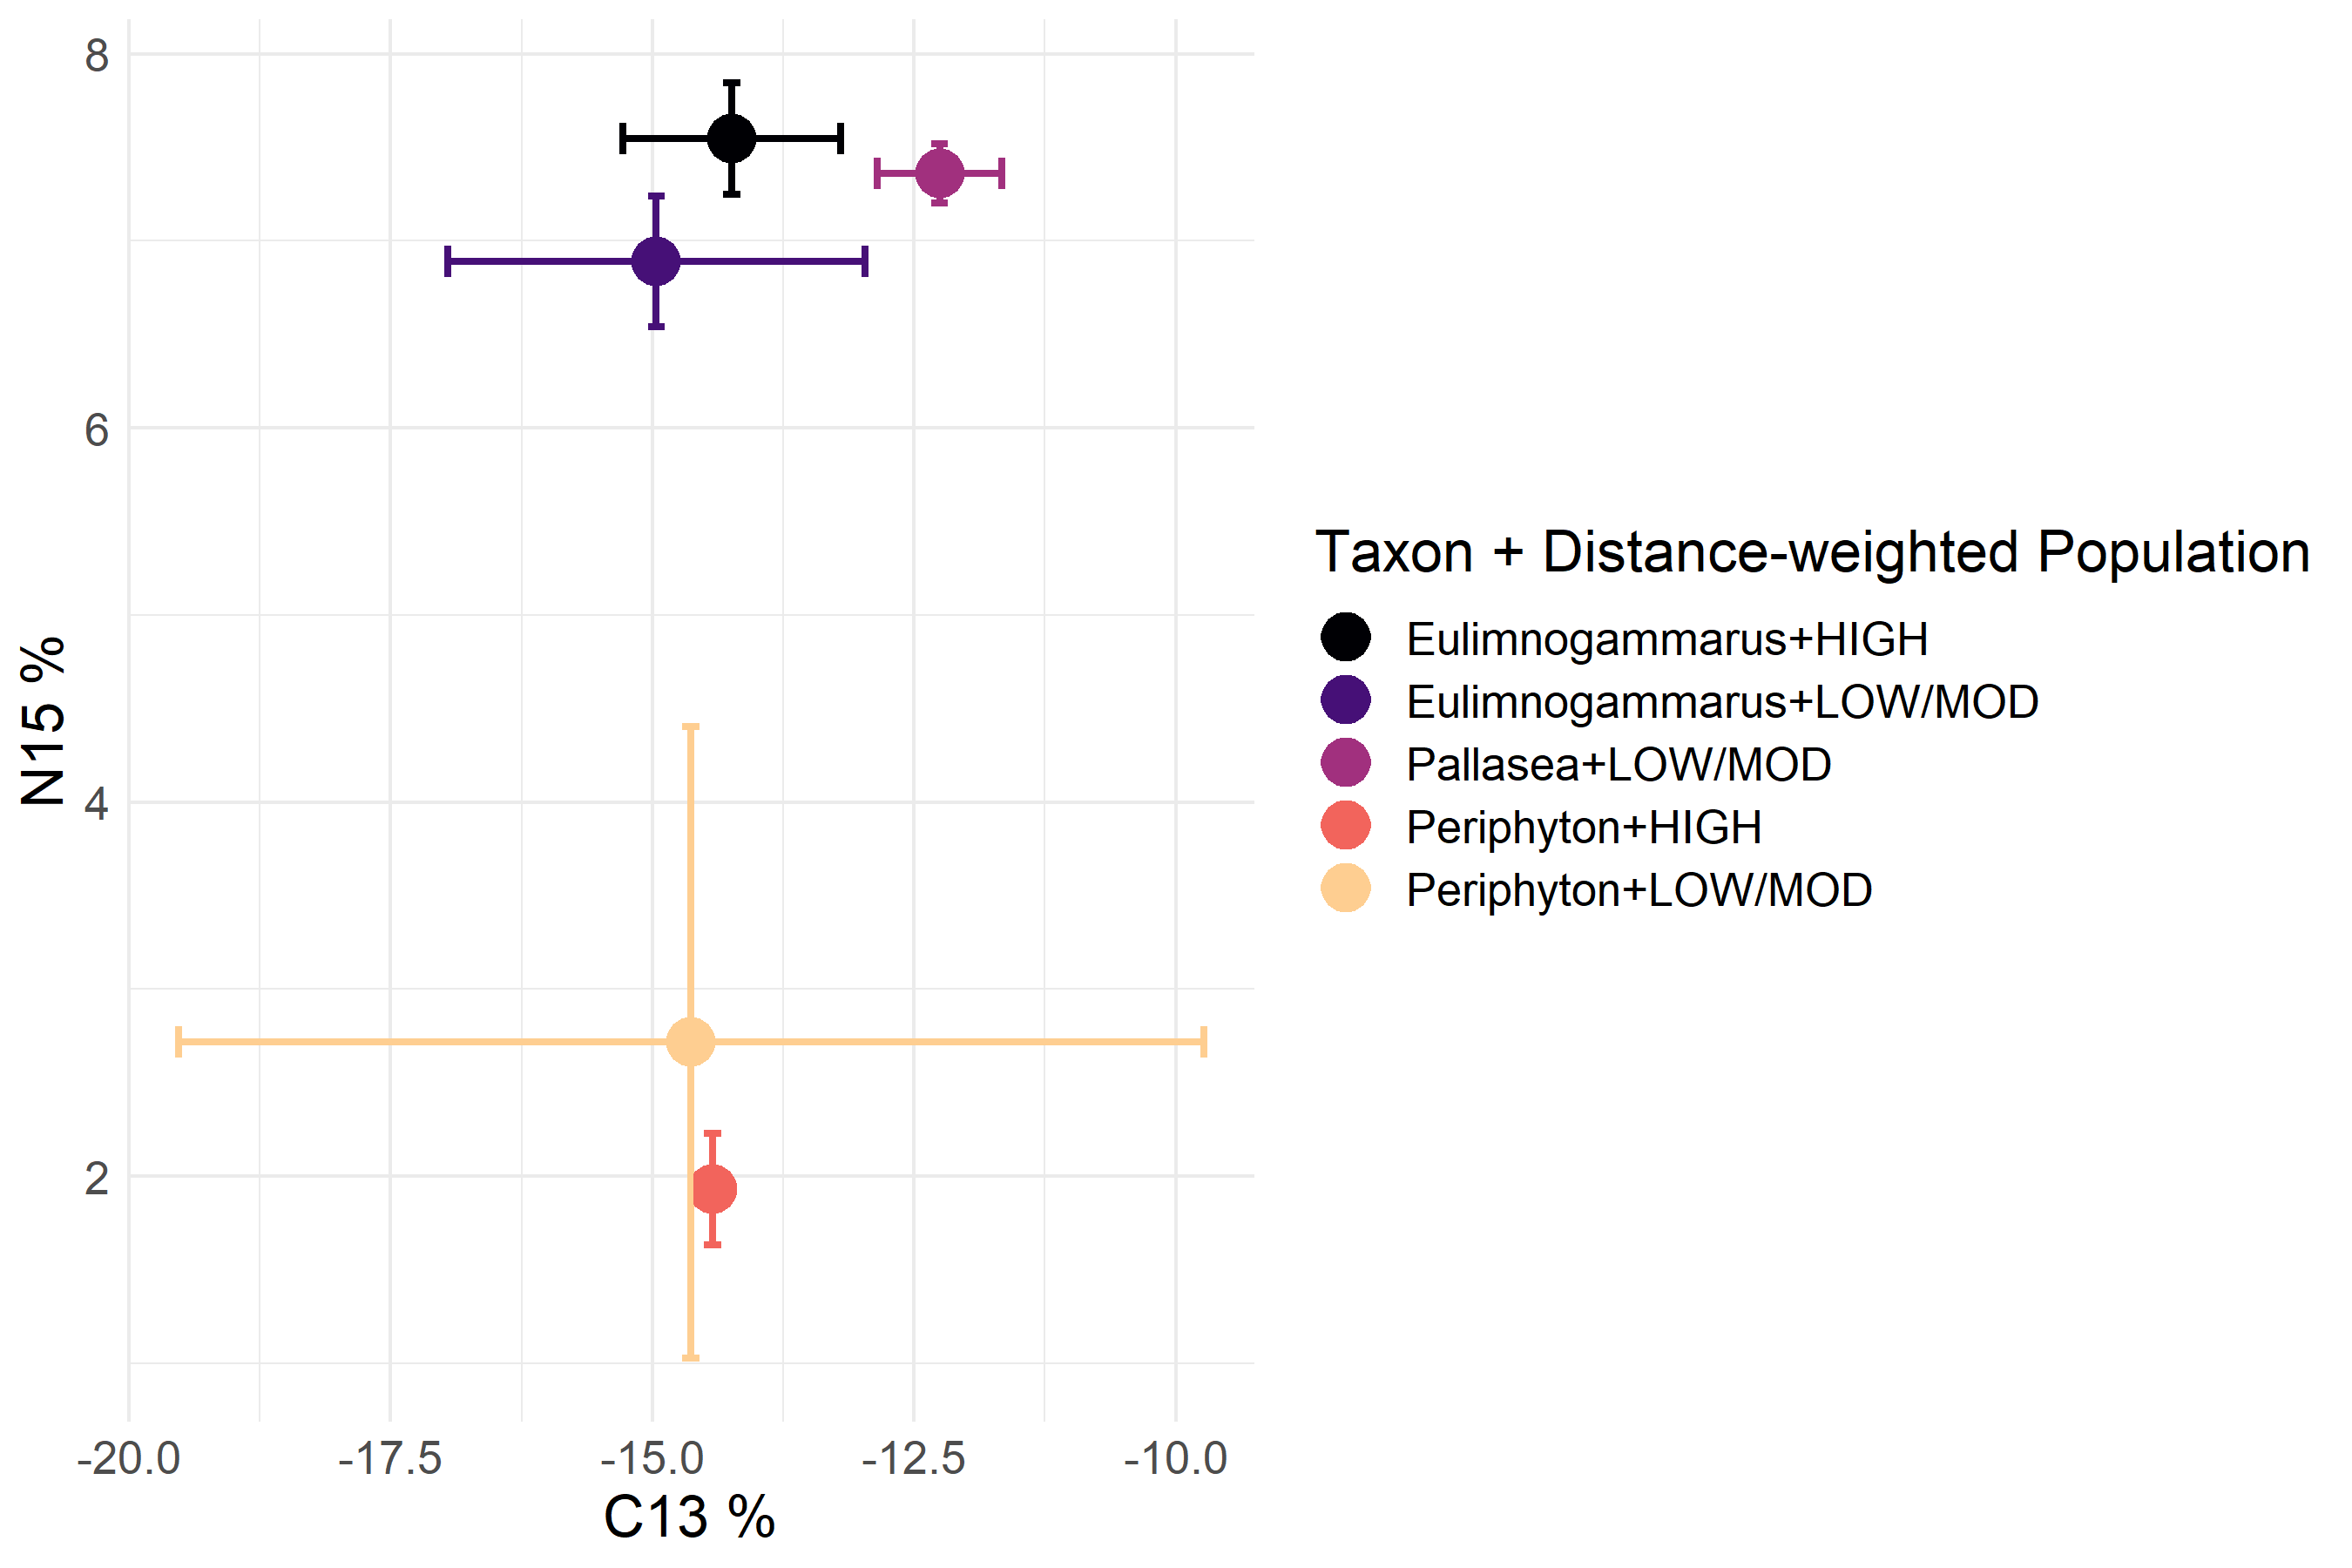 8
6
4
2
N15 %
-20.0
-17.5
-15.0
-12.5
-10.0
C13 %
Taxon + Distance-weighted Population
Eulimnogammarus+HIGH
Eulimnogammarus+LOW/MOD
Pallasea+LOW/MOD
Periphyton+HIGH
Periphyton+LOW/MOD